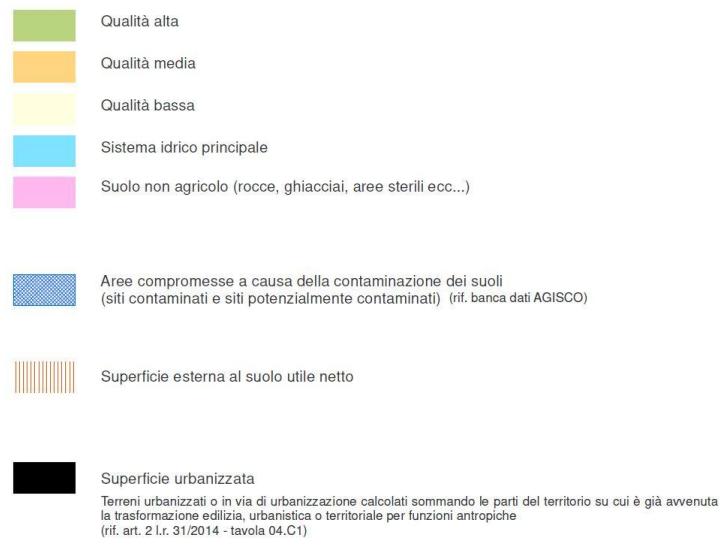 Qualità alta
Qualità media
Qualità bassa
Sistema idrico principale
Suolo non agricolo (rocce, ghiacciai, aree sterili ecc...)
Aree compromesse a causa della contaminazione dei suoli
(siti contaminati e siti potenzialmente contaminati) (rif. banca dati AGISCO)
Superficie esterna al suolo utile netto
Superficie urbanizzata
Terreni urbanizzati o in via di urbanizzazione calcolati sommando le parti del territorio su cui è già avvenuta
la trasformazione edilizia, urbanistica o territoriale per funzioni antropiche
(rif. art. 2 l.r. 31/2014 - tavola 04.C1)